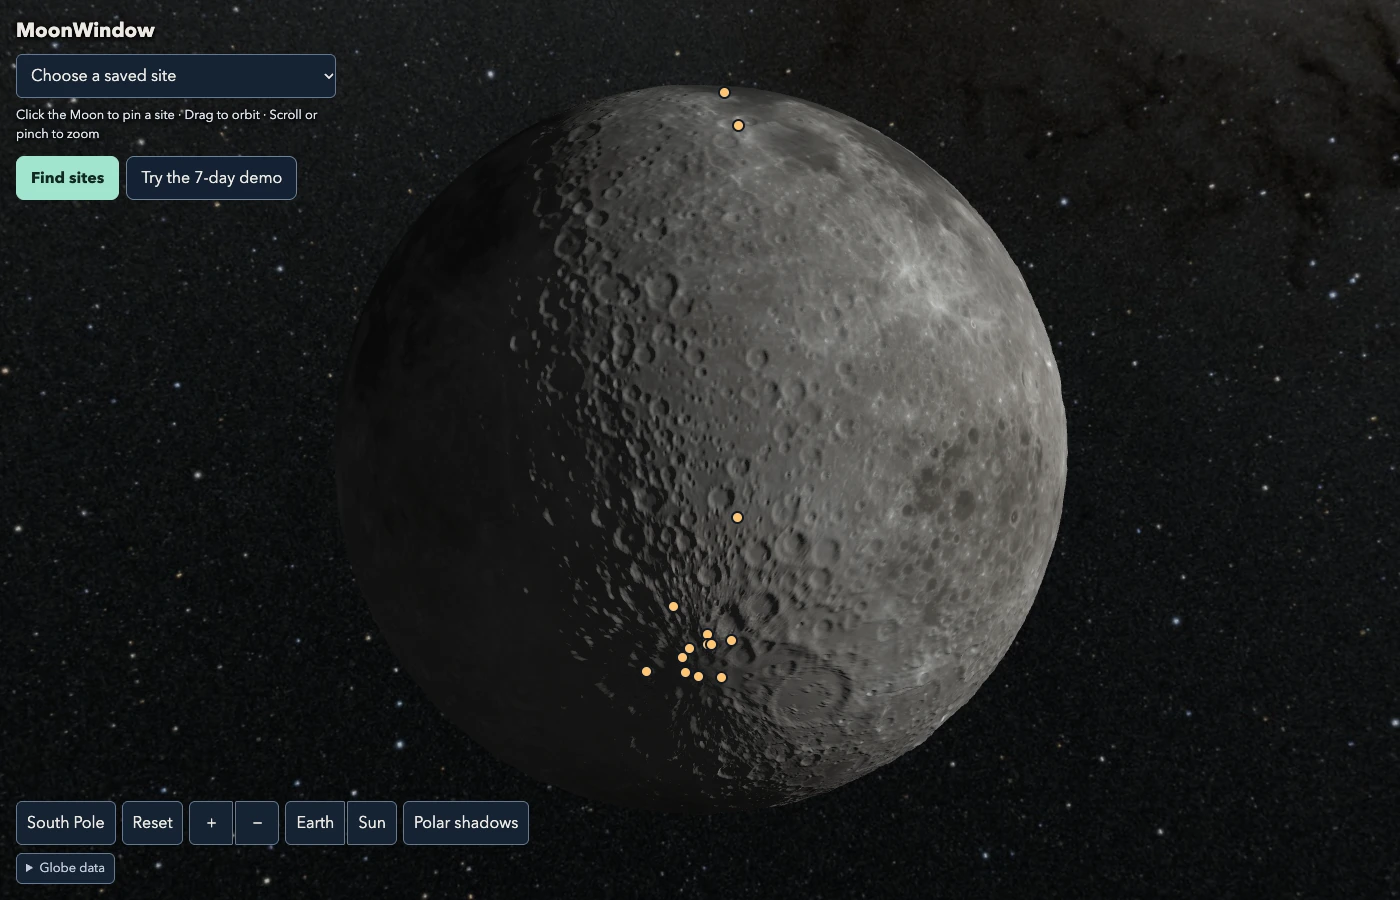 MoonWindow
Choose a saved site
Click the Moon to pin a site · Drag to orbit · Scroll or
pinch to zoom
Find sites
Try the 7-day demo
South Pole
Reset
+
−
Earth
Sun
Polar shadows
Globe data